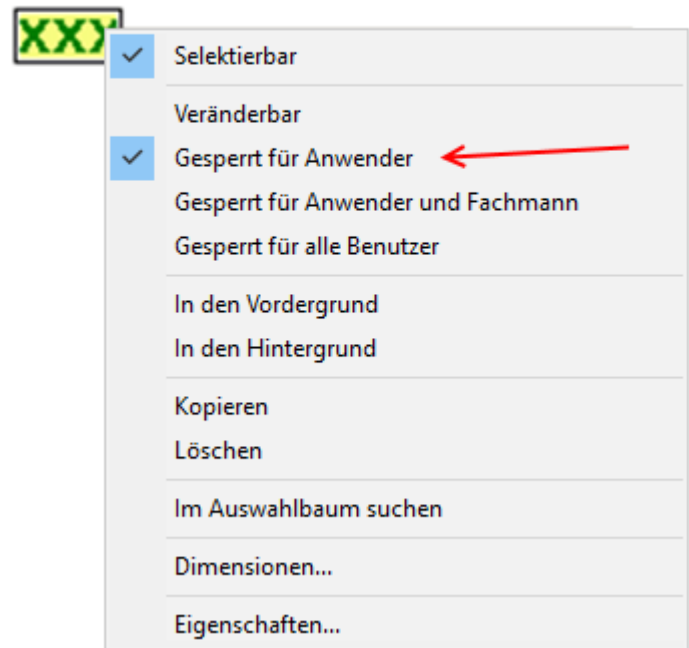 XXX
Selektierbar
Veränderbar
Gesperrt für Anwender
Gesperrt für Anwender und Fachmann
Gesperrt für alle Benutzer
In den Vordergrund
In den Hintergrund
Kopieren
Löschen
Im Auswahlbaum suchen
Dimensionen...
Eigenschaften...